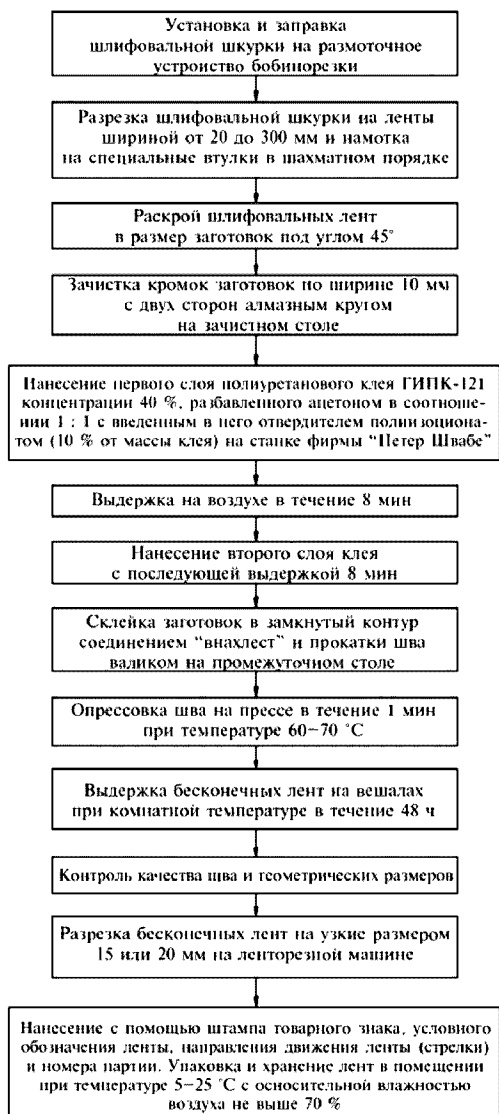 Установка и заправка
шлифовальной шкурки на размоточное
устройство бобинорезки
Разрезка шлифовальной шкурки на ленты
шириной от 20 до 300 мм и намотка
на специальные втулки в шахматном порядке
Раскрой шлифовальных лент
в размер заготовок под углом 45°
Зачистка кромок заготовок по ширине 10 мм
с двух сторон алмазным кругом
на зачистном столе
Нанесение первого слоя полиуретанового клея ГИПК-121
концентрации 40 %, разбавленного ацетоном в соотноше-
нии 1 : 1 с введенным в него отвердителем полиизоциона-
том (10 % от массы клея) на станке фирмы “Петер Швабе”
Выдержка на воздухе в течение 8 мин
Нанесение второго слоя клея
с последующей выдержкой 8 мин
Склейка заготовок в замкнутый контур
соединением “внахлест” и прокатки шва
валиком на промежуточном столе
Опрессовка шва на прессе в течение 1 мин
при температуре 60−70 °С
Выдержка бесконечных лент на вешалах
при комнатной температуре в течение 48 ч
Контроль качества шва и геометрических размеров
Разрезка бесконечных лент на узкие размером
15 или 20 мм на ленторезной машине
Нанесение с помощью штампа товарного знака, условного
обозначения ленты, направления движения ленты (стрелки)
и номера партии. Упаковка и хранение лент в помещении
при температуре 5−25 °С с осносительной влажностью
воздуха не выше 70 %